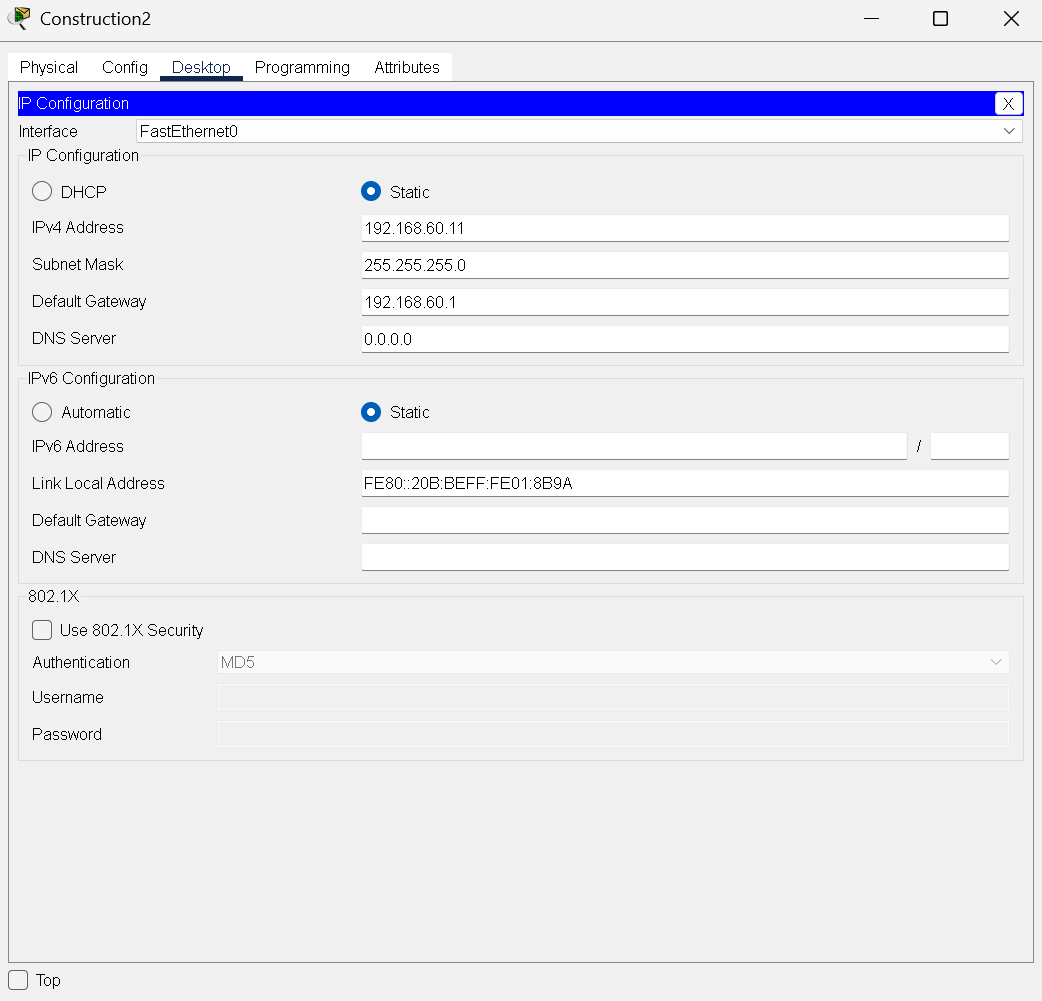 Construction2
Physical Config Desktop Programming Attributes
IP Configuration X
Interface FastEthernet0
IP Configuration
DHCP Static
IPv4 Address 192.168.60.11
Subnet Mask 255.255.255.0
Default Gateway 192.168.60.1
DNS Server 0.0.0.0
IPv6 Configuration
Automatic Static
IPv6 Address /
Link Local Address FE80::20B:BEFF:FE01:8B9A
Default Gateway
DNS Server
802.1X
Use 802.1X Security
Authentication MD5
Username
Password
Top